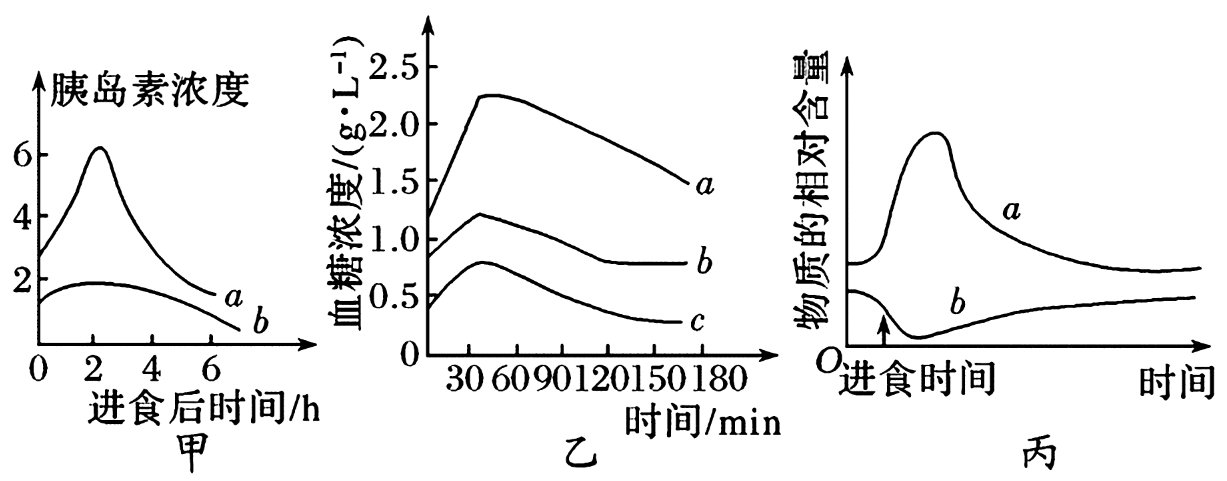 胰岛素浓度
6
4
2
a
b
0 2 4 6
进食后时间/h
甲
血糖浓度/(g·L⁻¹)
2.5
2.0
1.5
1.0
0.5
0
a
b
c
30 60 90 120 150 180
时间/min
乙
物质的相对含量
a
b
O
进食时间
时间
丙